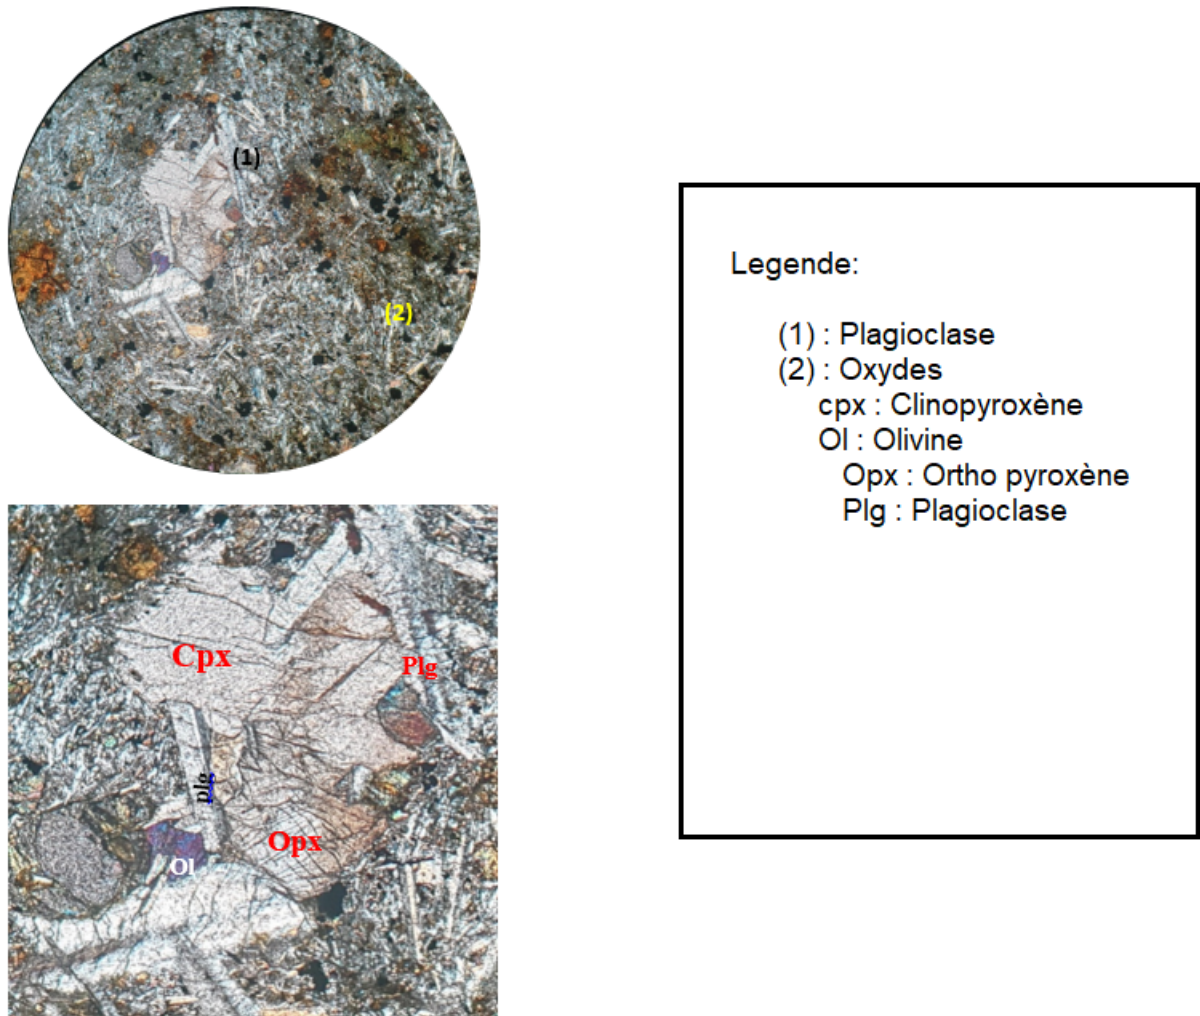 (1)
(2)
Cpx
Plg
plg
Opx
Ol
Legende:
(1) : Plagioclase
(2) : Oxydes
cpx : Clinopyroxène
Ol : Olivine
Opx : Ortho pyroxène
Plg : Plagioclase